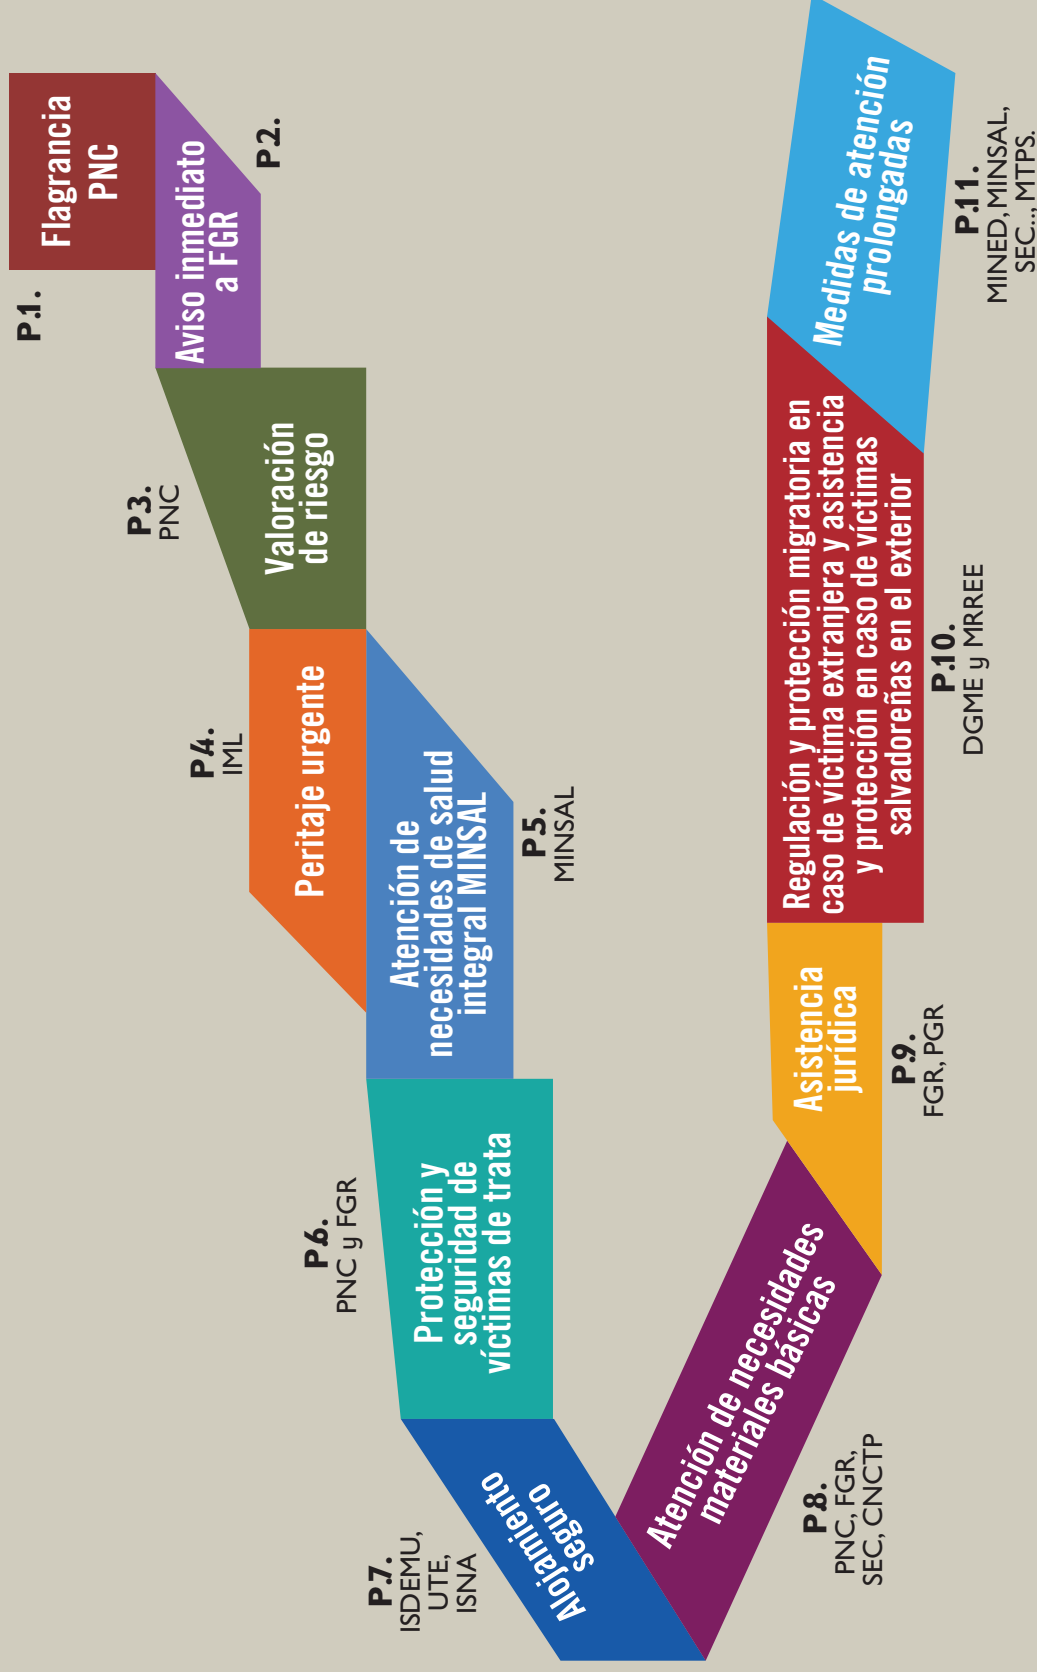 P.1.
Flagrancia
PNC
Aviso inmediato
a FGR
P.2.
P.3.
PNC
Valoración
de riesgo
P.4.
IML
Peritaje urgente
Atención de
necesidades de salud
integral MINSAL
P.5.
MINSAL
P.6.
PNC y FGR
Protección y
seguridad de
víctimas de trata
P.7.
ISDEMU,
UTE,
ISNA
Alojamiento
seguro
Atención de necesidades
materiales básicas
P.8.
PNC, FGR,
SEC, CNCTP
Asistencia
jurídica
P.9.
FGR, PGR
Regulación y protección migratoria en
caso de víctima extranjera y asistencia
y protección en caso de víctimas
salvadoreñas en el exterior
P.10.
DGME y MRREE
Medidas de atención
prolongadas
P.11.
MINED, MINSAL,
SEC.., MTPS.